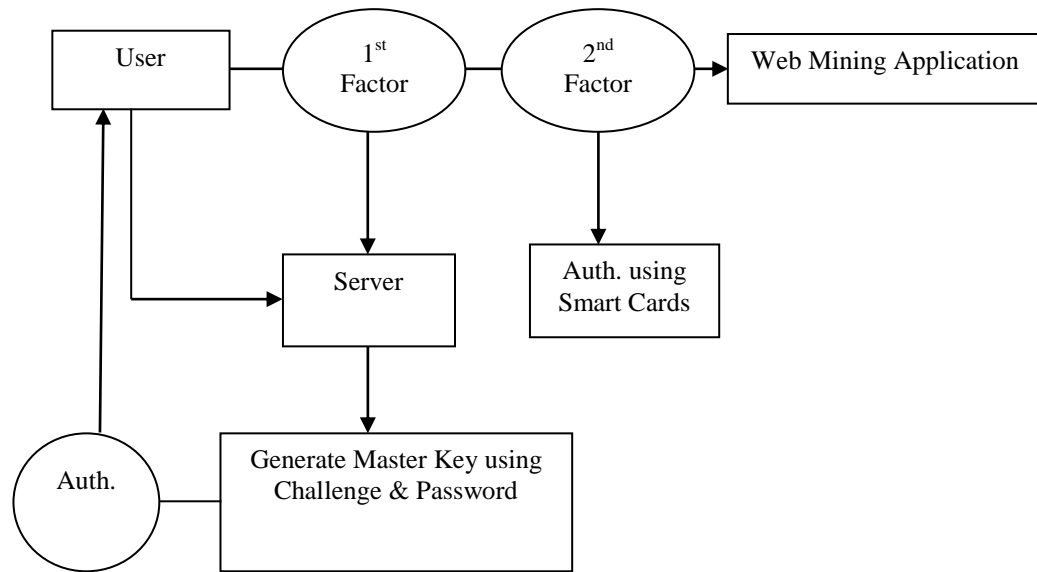 User
1st
Factor
2nd
Factor
Web Mining Application
Server
Auth. using
Smart Cards
Auth.
Generate Master Key using
Challenge & Password